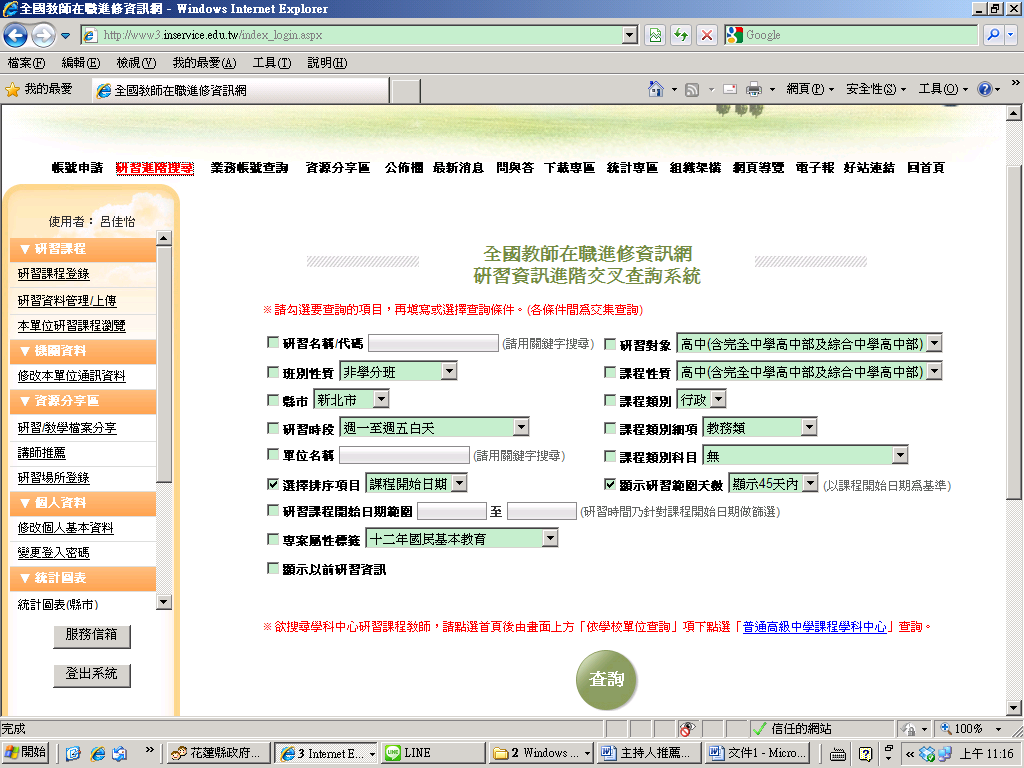 全國教師在職進修資訊網 - Windows Internet Explorer
http://www3.inservice.edu.tw/index_login.aspx
Google
檔案(F) 編輯(E) 檢視(V) 我的最愛(A) 工具(T) 說明(H)
我的最愛 全國教師在職進修資訊網 網頁(P) 安全性(S) 工具(O) »
帳號申請 研習進階搜尋 業務帳號查詢 資源分享區 公佈欄 最新消息 問與答 下載專區 統計專區 組織架構 網頁導覽 電子報 好站連結 回首頁
使用者： 呂佳怡
▼ 研習課程
研習課程登錄
研習資料管理/上傳
本單位研習課程瀏覽
▼ 機關資料
修改本單位通訊資料
▼ 資源分享區
研習/教學檔案分享
講師推薦
研習場所登錄
▼ 個人資料
修改個人基本資料
變更登入密碼
▼ 統計圖表
統計圖表(縣市)
服務信箱
登出系統
全國教師在職進修資訊網
研習資訊進階交叉查詢系統
※請勾選要查詢的項目，再填寫或選擇查詢條件。(各條件間為交集查詢)
研習名稱/代碼 (請用關鍵字搜尋) 研習對象 高中(含完全中學高中部及綜合中學高中部)
班別性質 非學分班 課程性質 高中(含完全中學高中部及綜合中學高中部)
縣市 新北市 課程類別 行政
研習時段 週一至週五白天 課程類別細項 教務類
單位名稱 (請用關鍵字搜尋) 課程類別科目 無
選擇排序項目 課程開始日期 顯示研習範圍天數 顯示45天內 (以課程開始日期為基準)
研習課程開始日期範圍 至 (研習時間乃針對課程開始日期做篩選)
專案屬性標籤 十二年國民基本教育
顯示以前研習資訊
※欲搜尋學科中心研習課程教師，請點選首頁後由畫面上方「依學校單位查詢」項下點選「普通高級中學課程學科中心」查詢。
查詢
完成 信任的網站 100%
開始 » 花蓮縣政府... 3 Internet E... LINE 2 Windows ... 主持人推薦... 文件1 - Micro... « 上午 11:16